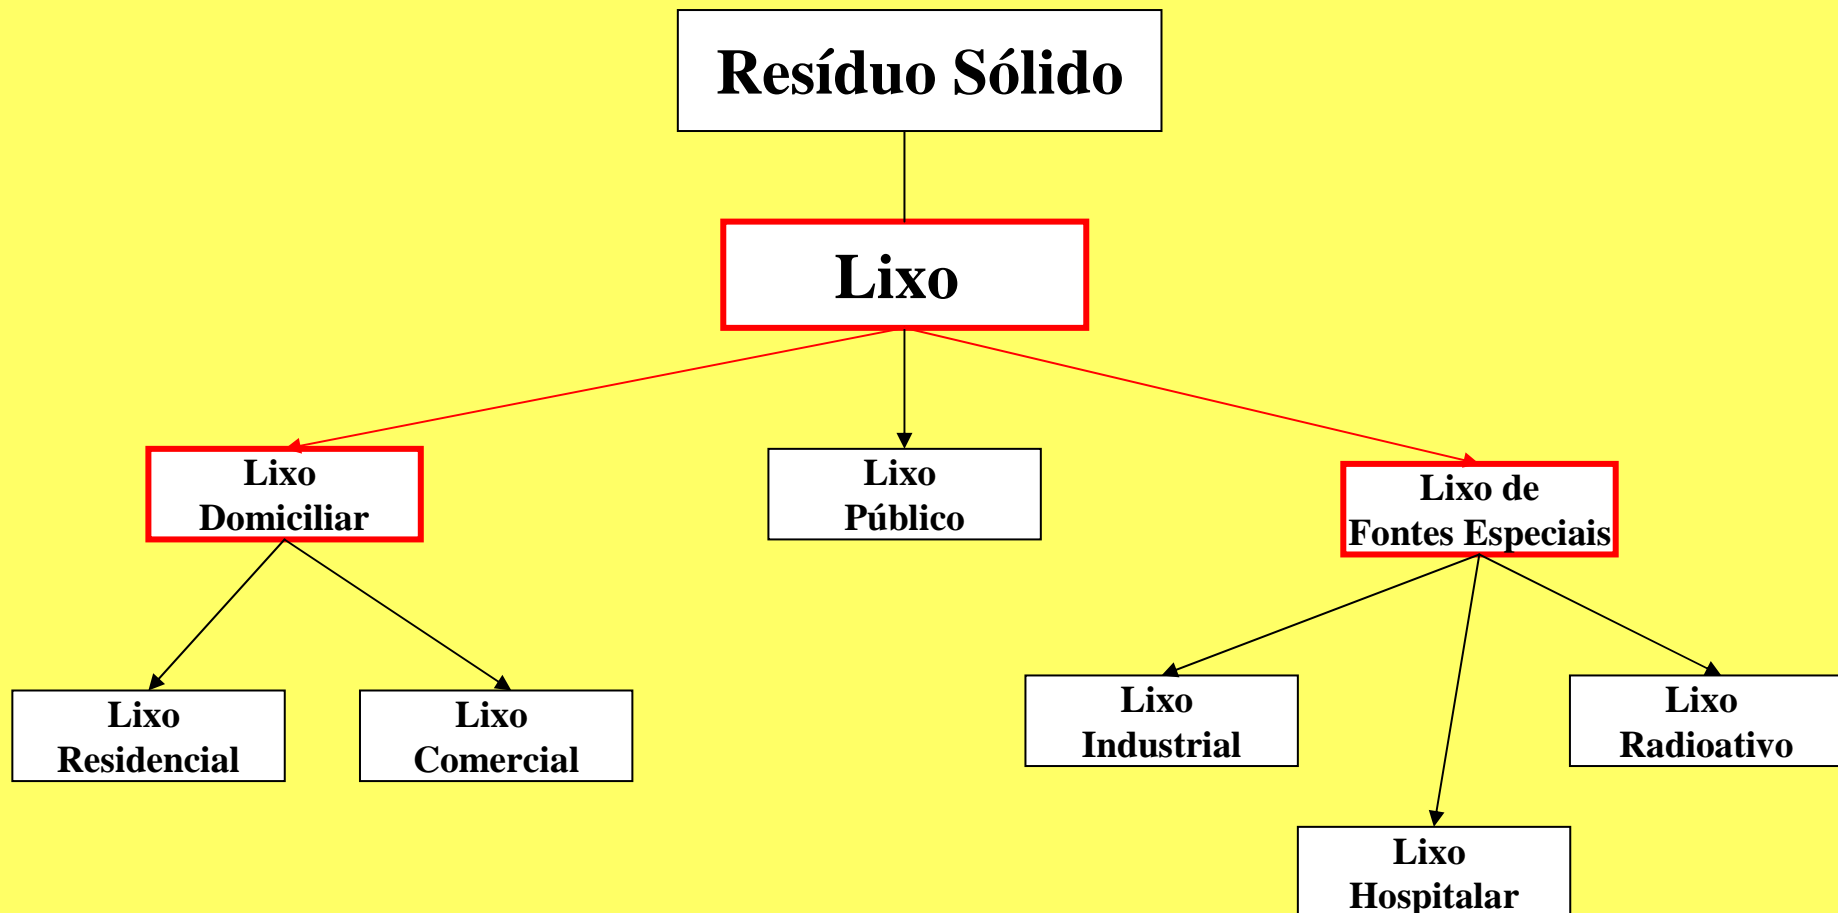 Resíduo Sólido
Lixo
Lixo
Domiciliar
Lixo
Público
Lixo de
Fontes Especiais
Lixo
Residencial
Lixo
Comercial
Lixo
Industrial
Lixo
Radioativo
Lixo
Hospitalar